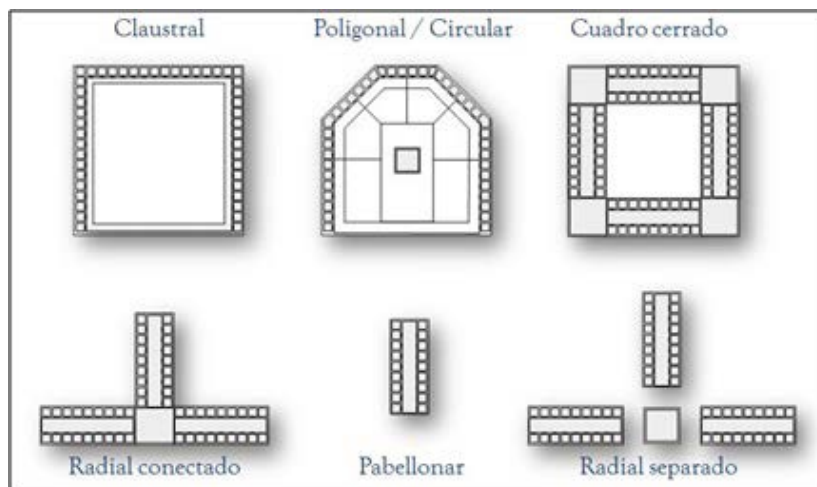 Claustral
Poligonal / Circular
Cuadro cerrado
Radial conectado
Pabellonar
Radial separado